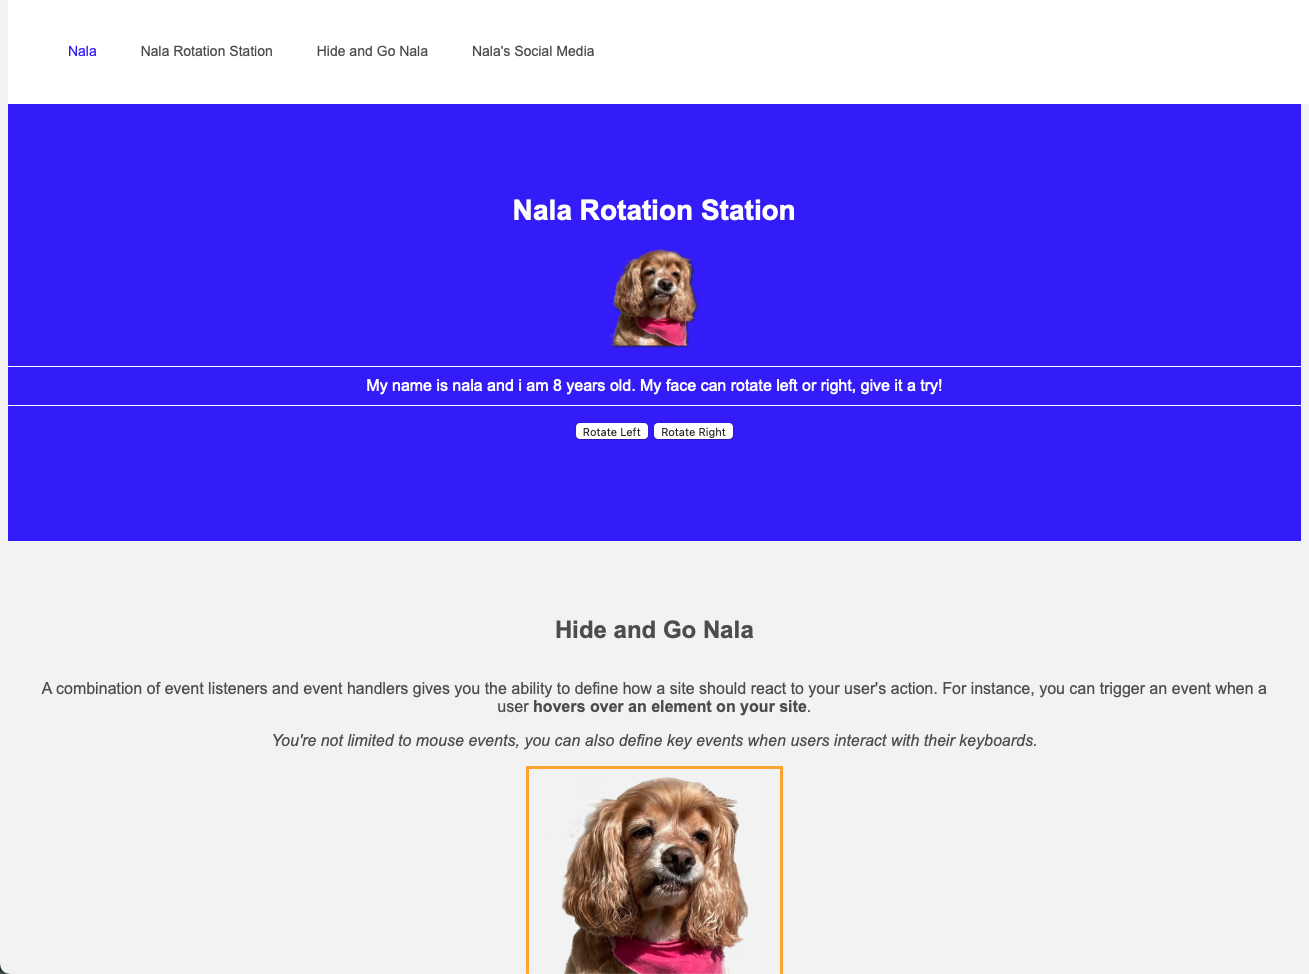 Nala Nala Rotation Station Hide and Go Nala Nala's Social Media
Nala Rotation Station
My name is nala and i am 8 years old. My face can rotate left or right, give it a try!
Rotate Left Rotate Right
Hide and Go Nala
A combination of event listeners and event handlers gives you the ability to define how a site should react to your user's action. For instance, you can trigger an event when a
user hovers over an element on your site.
You're not limited to mouse events, you can also define key events when users interact with their keyboards.